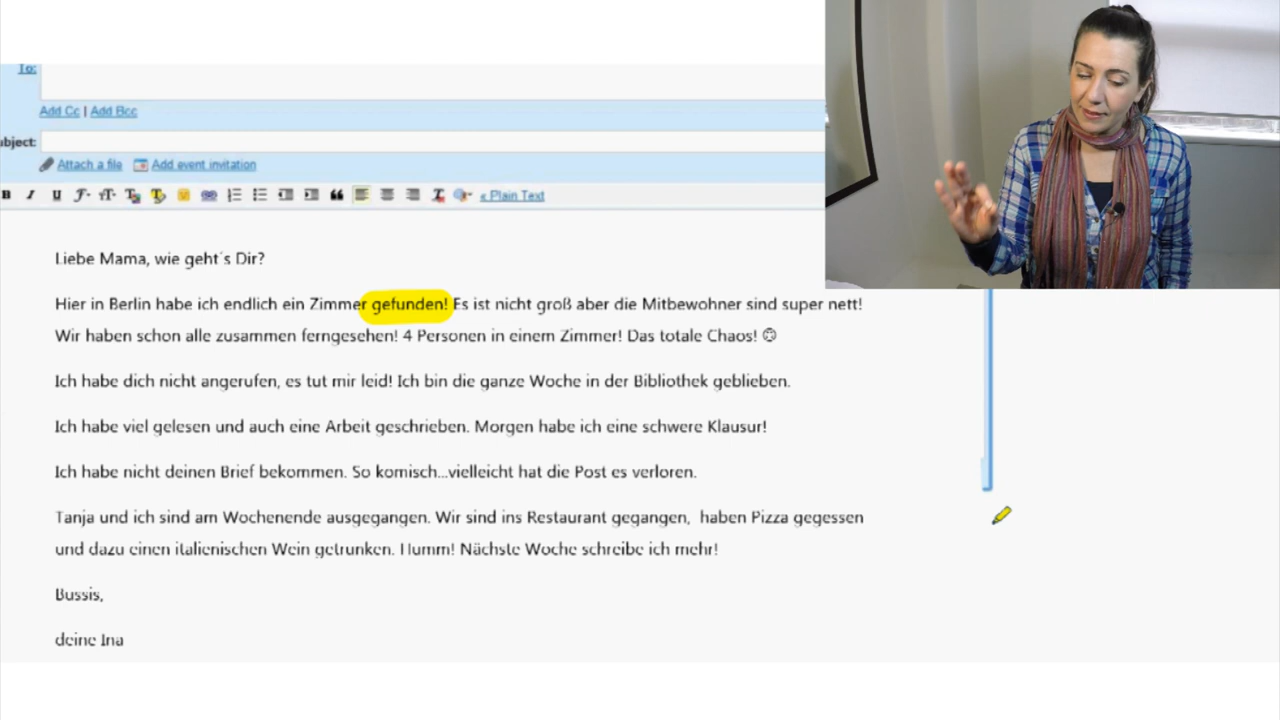 To:
Add Cc | Add Bcc
ubject:
Attach a file Add event invitation
B I U « Plain Text
Liebe Mama, wie geht´s Dir?
Hier in Berlin habe ich endlich ein Zimmer gefunden! Es ist nicht groß aber die Mitbewohner sind super nett!
Wir haben schon alle zusammen ferngesehen! 4 Personen in einem Zimmer! Das totale Chaos! ☹
Ich habe dich nicht angerufen, es tut mir leid! Ich bin die ganze Woche in der Bibliothek geblieben.
Ich habe viel gelesen und auch eine Arbeit geschrieben. Morgen habe ich eine schwere Klausur!
Ich habe nicht deinen Brief bekommen. So komisch...vielleicht hat die Post es verloren.
Tanja und ich sind am Wochenende ausgegangen. Wir sind ins Restaurant gegangen, haben Pizza gegessen
und dazu einen italienischen Wein getrunken. Humm! Nächste Woche schreibe ich mehr!
Bussis,
deine Ina